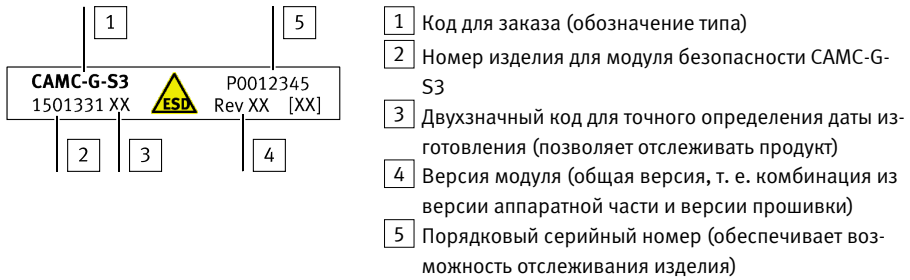 1
5
CAMC-G-S3
P0012345
1501331 XX
ESD
Rev XX [XX]
2
3
4
1 Код для заказа (обозначение типа)
2 Номер изделия для модуля безопасности CAMC-G-
S3
3 Двухзначный код для точного определения даты из-
готовления (позволяет отслеживать продукт)
4 Версия модуля (общая версия, т. е. комбинация из
версии аппаратной части и версии прошивки)
5 Порядковый серийный номер (обеспечивает воз-
можность отслеживания изделия)